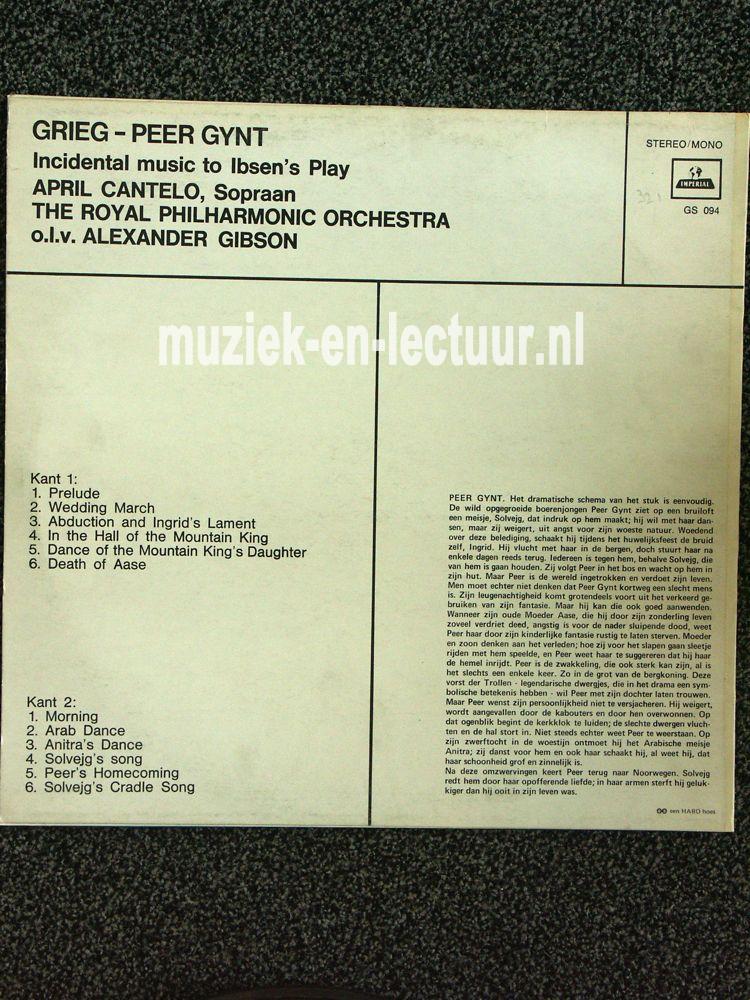 GRIEG - PEER GYNT
Incidental music to Ibsen's Play
APRIL CANTELO, Sopraan
THE ROYAL PHILHARMONIC ORCHESTRA
o.l.v. ALEXANDER GIBSON
STEREO/MONO
IMPERIAL
GS 094
muziek-en-lectuur.nl
Kant 1:
1. Prelude
2. Wedding March
3. Abduction and Ingrid's Lament
4. In the Hall of the Mountain King
5. Dance of the Mountain King's Daughter
6. Death of Aase
Kant 2:
1. Morning
2. Arab Dance
3. Anitra's Dance
4. Solvejg's song
5. Peer's Homecoming
6. Solvejg's Cradle Song
PEER GYNT. Het dramatische schema van het stuk is eenvoudig.
De wild opgegroeide boerenjongen Peer Gynt ziet op een bruiloft
een meisje, Solvejg, dat indruk op hem maakt; hij wil met haar dan-
sen, maar zij weigert, uit angst voor zijn woeste natuur. Woedend
over deze belediging, schaakt hij tijdens het huwelijksfeest de bruid
zelf, Ingrid. Hij vlucht met haar in de bergen, doch stuurt haar na
enkele dagen reeds terug. Iedereen is tegen hem, behalve Solvejg, die
van hem is gaan houden. Zij volgt Peer in het bos en wacht op hem in
zijn hut. Maar Peer is de wereld ingetrokken en verdoet zijn leven.
Men moet echter niet denken dat Peer Gynt kortweg een slecht mens
is. Zijn leugenachtigheid komt grotendeels voort uit het verkeerd ge-
bruiken van zijn fantasie. Maar hij kan die ook goed aanwenden.
Wanneer zijn oude Moeder Aase, die hij door zijn zonderling leven
zoveel verdriet deed, angstig is voor de nader sluipende dood, weet
Peer haar door zijn kinderlijke fantasie rustig te laten sterven. Moeder
en zoon denken aan het verleden; hoe zij voor het slapen gaan sleetje
rijden met hem speelde, en Peer weet haar te suggereren dat hij haar
de hemel inrijdt. Peer is de zwakkeling, die ook sterk kan zijn, al is
het slechts een enkele keer. Zo in de grot van de bergkoning. Deze
vorst der Trollen - legendarische dwergjes, die in het drama een sym-
bolische betekenis hebben - wil Peer met zijn dochter laten trouwen.
Maar Peer wenst zijn persoonlijkheid niet te versjacheren. Hij weigert,
wordt aangevallen door de kabouters en door hen overwonnen. Op
dat ogenblik begint de kerkklok te luiden; de slechte dwergen vluch-
ten en de hal stort in. Niet steeds echter weet Peer te weerstaan. Op
zijn zwerftocht in de woestijn ontmoet hij het Arabische meisje
Anitra; zij danst voor hem en ook haar schaakt hij, al weet hij, dat
haar schoonheid grof en zinnelijk is.
Na deze omzwervingen keert Peer terug naar Noorwegen. Solvejg
redt hem door haar opofferende liefde; in haar armen sterft hij geluk-
kiger dan hij ooit in zijn leven was.
een HABO hoes